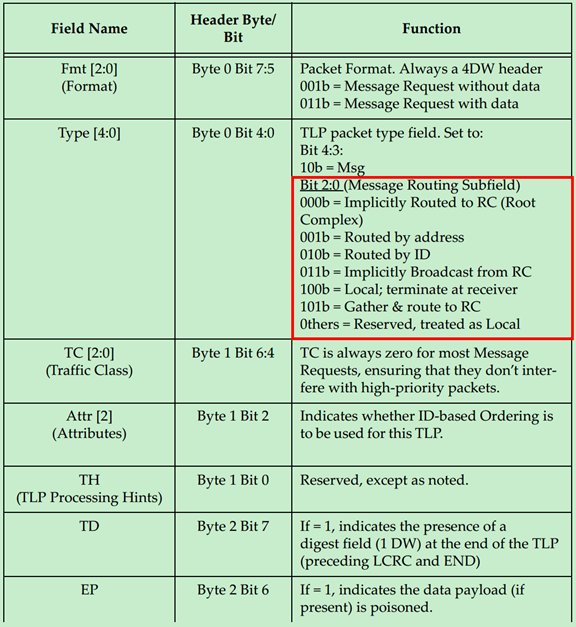 Field Name
Header Byte/
Bit
Function
Fmt [2:0]
(Format)
Byte 0 Bit 7:5
Packet Format. Always a 4DW header
001b = Message Request without data
011b = Message Request with data
Type [4:0]
Byte 0 Bit 4:0
TLP packet type field. Set to:
Bit 4:3:
10b = Msg
Bit 2:0 (Message Routing Subfield)
000b = Implicitly Routed to RC (Root
Complex)
001b = Routed by address
010b = Routed by ID
011b = Implicitly Broadcast from RC
100b = Local; terminate at receiver
101b = Gather & route to RC
0thers = Reserved, treated as Local
TC [2:0]
(Traffic Class)
Byte 1 Bit 6:4
TC is always zero for most Message
Requests, ensuring that they don't inter-
fere with high-priority packets.
Attr [2]
(Attributes)
Byte 1 Bit 2
Indicates whether ID-based Ordering is
to be used for this TLP.
TH
(TLP Processing Hints)
Byte 1 Bit 0
Reserved, except as noted.
TD
Byte 2 Bit 7
If = 1, indicates the presence of a
digest field (1 DW) at the end of the TLP
(preceding LCRC and END)
EP
Byte 2 Bit 6
If = 1, indicates the data payload (if
present) is poisoned.